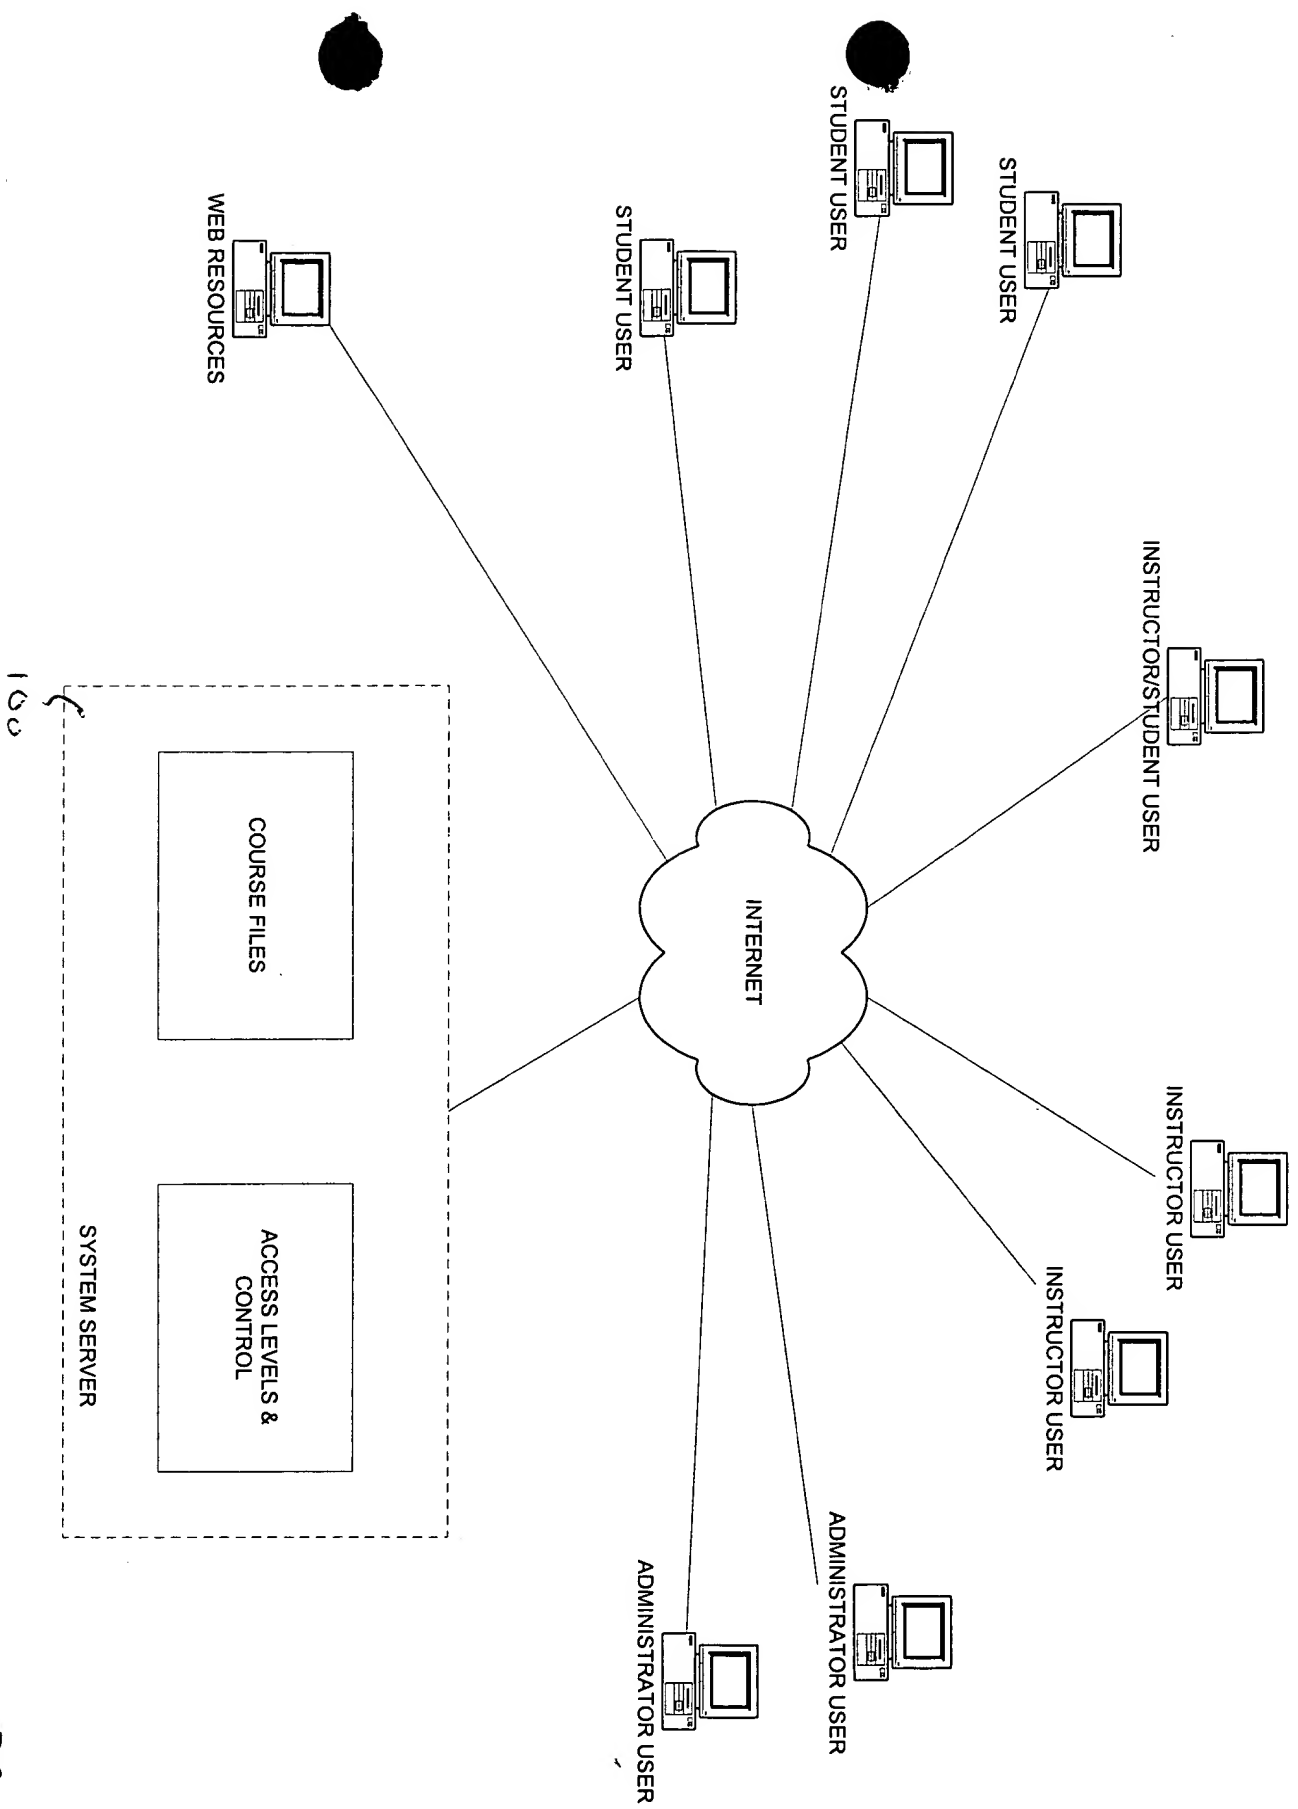 INSTRUCTOR/STUDENT USER
INSTRUCTOR USER
INSTRUCTOR USER
STUDENT USER
STUDENT USER
STUDENT USER
INTERNET
ADMINISTRATOR USER
ADMINISTRATOR USER
WEB RESOURCES
COURSE FILES
ACCESS LEVELS &
CONTROL
SYSTEM SERVER
100